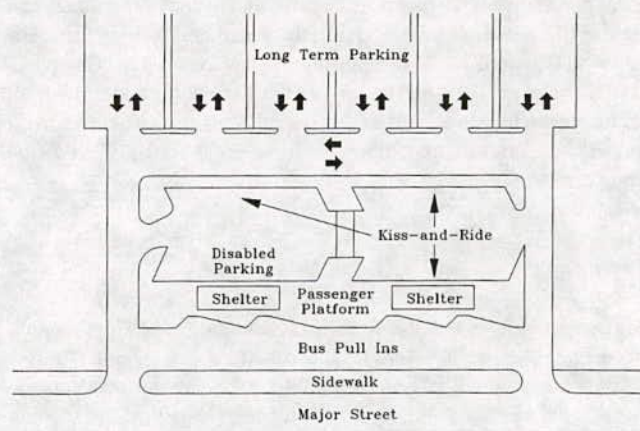 Long Term Parking
Kiss-and-Ride
Disabled
Parking
Shelter
Passenger
Platform
Shelter
Bus Pull Ins
Sidewalk
Major Street